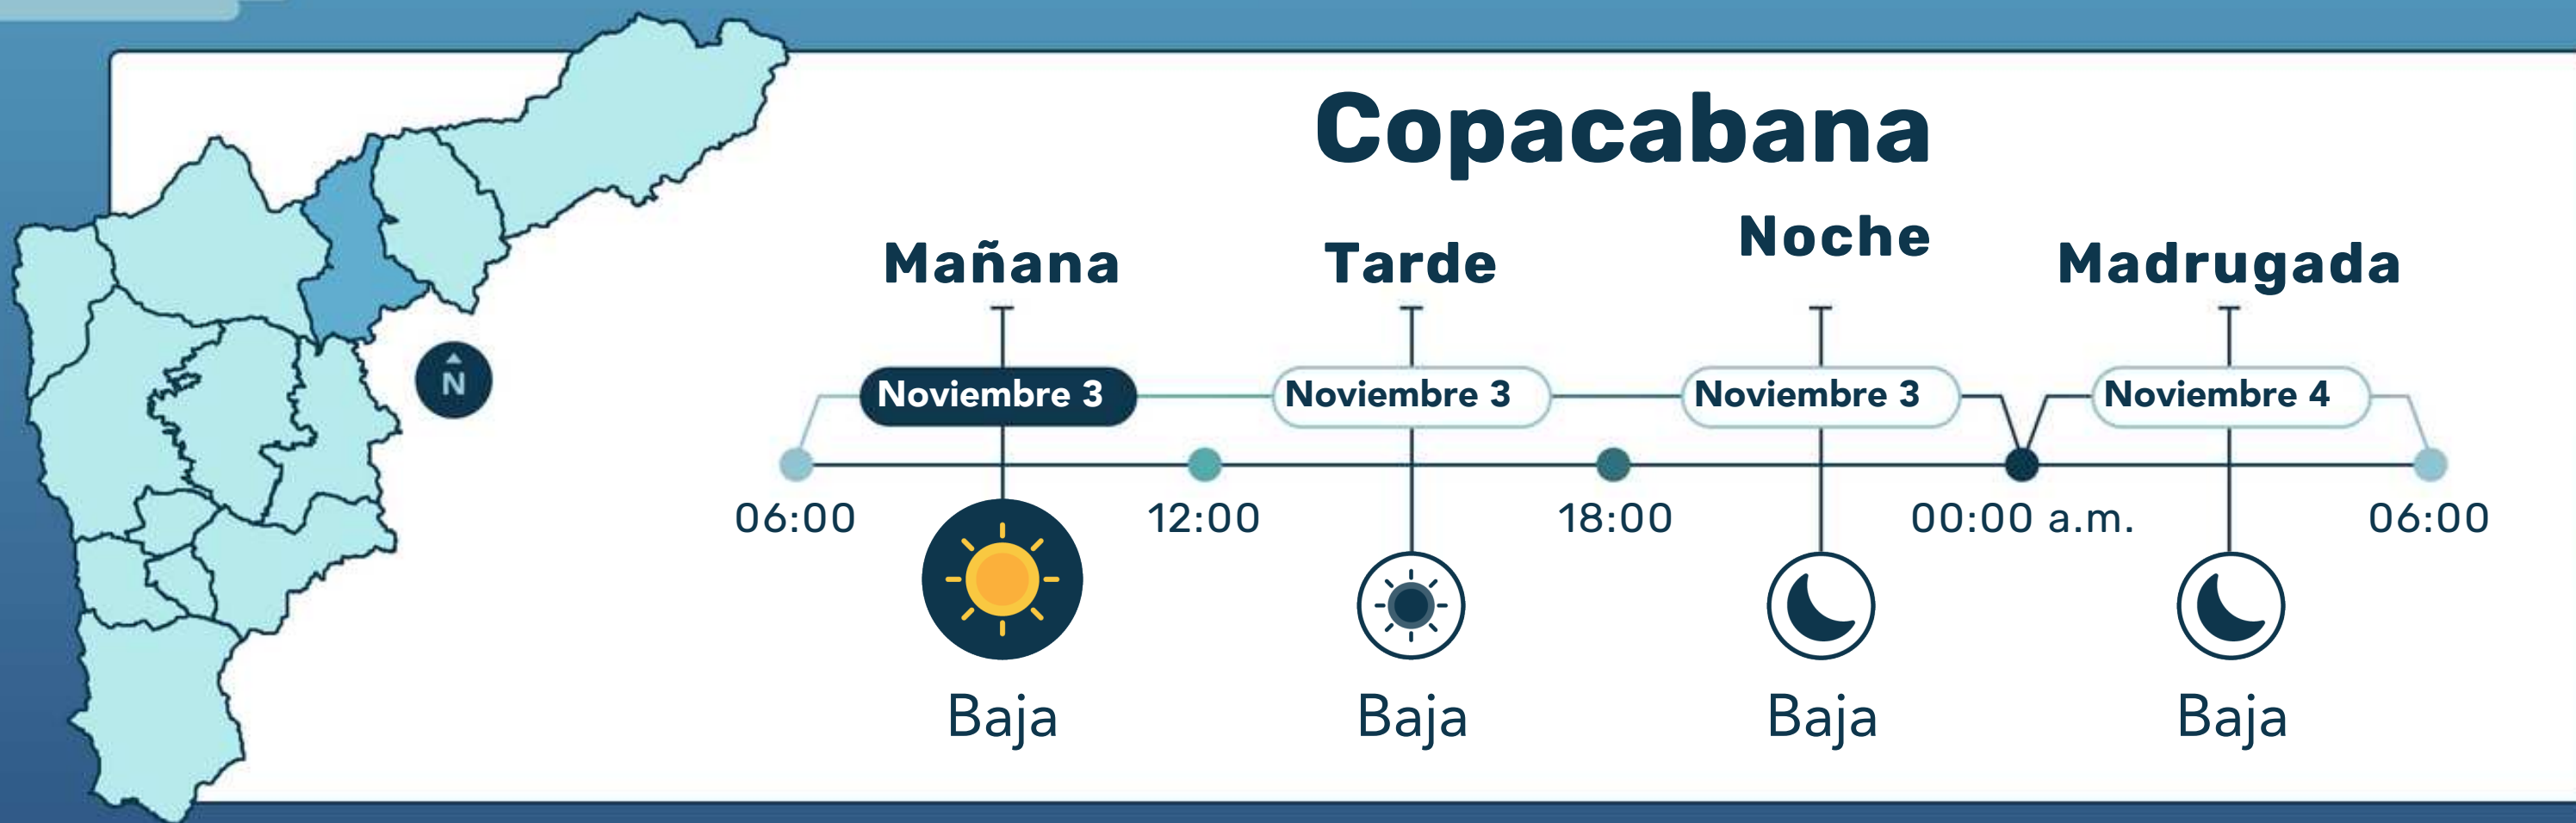 Copacabana
Mañana
Tarde
Noche
Madrugada
Noviembre 3
Noviembre 3
Noviembre 3
Noviembre 4
N
06:00
12:00
18:00
00:00 a.m.
06:00
Baja
Baja
Baja
Baja